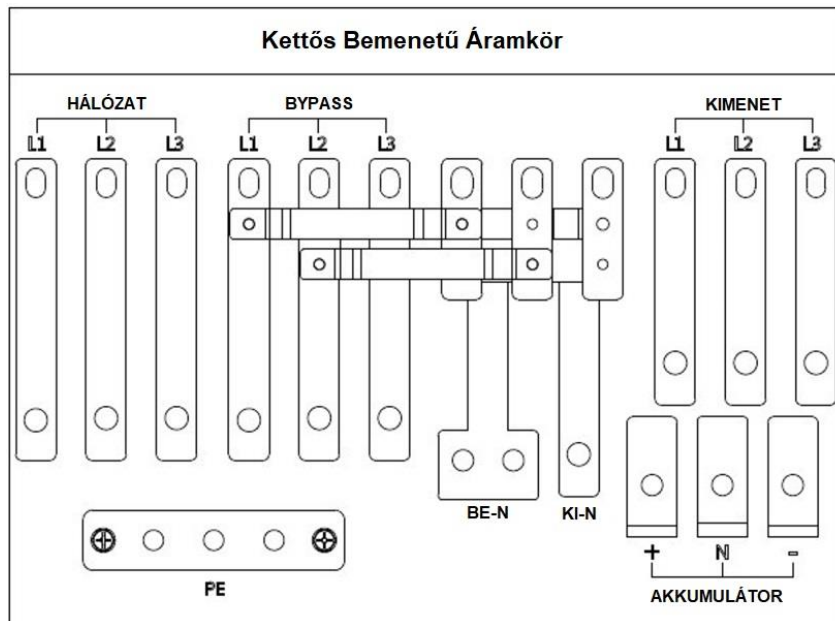 Kettős Bemenetű Áramkör
HÁLÓZAT
BYPASS
KIMENET
L1 L2 L3
L1 L2 L3
L1 L2 L3
BE-N
KI-N
PE
+ N -
AKKUMULÁTOR